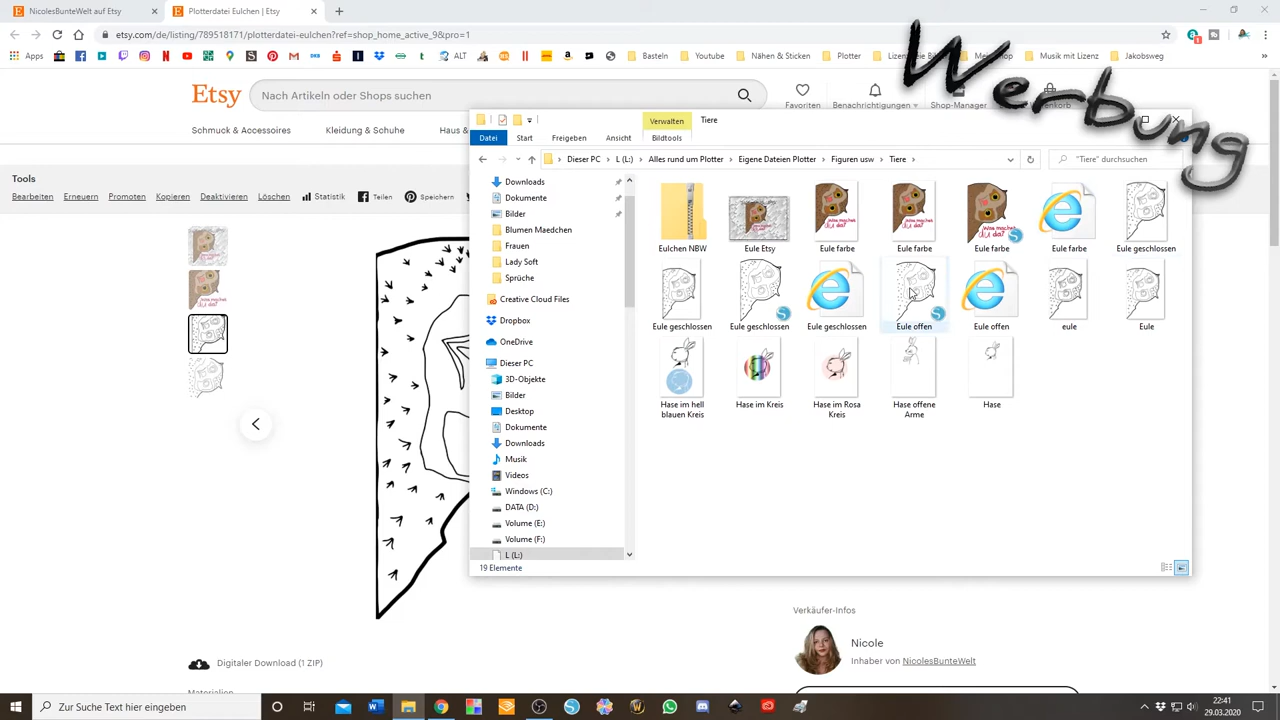 NicolesBunteWelt auf Etsy
Plotterdatei Eulchen | Etsy
etsy.com/de/listing/789128171/plotterdatei-eulchen?ref=shop_home_active_9&pro=1
Apps
ALT
Basteln
Youtube
Nähen & Sticken
Plotter
Musik mit Lizenz
Jakobsweg
Werbung
Etsy
Nach Artikeln oder Shops suchen
Favoriten
Benachrichtigungen
Shop-Manager
Schmuck & Accessoires
Kleidung & Schuhe
Haus &
Tools
Bearbeiten
Erneuern
Promoten
Kopieren
Deaktivieren
Löschen
Statistik
Teilen
Speichern
Verwalten
Tiere
Datei
Start
Freigeben
Ansicht
Bildtools
Dieser PC
L (L:)
Alles rund um Plotter
Eigene Dateien Plotter
Figuren usw
Tiere
"Tiere" durchsuchen
Downloads
Dokumente
Bilder
Blumen Maedchen
Frauen
Lady Soft
Sprüche
Creative Cloud Files
Dropbox
OneDrive
Dieser PC
3D-Objekte
Bilder
Desktop
Dokumente
Downloads
Musik
Videos
Windows (C:)
DATA (D:)
Volume (E:)
Volume (F:)
L (L:)
Eulchen NBW
Eule Etsy
Eule farbe
Eule farbe
Eule farbe
Eule farbe
Eule geschlossen
Eule geschlossen
Eule geschlossen
Eule geschlossen
Eule offen
Eule offen
eule
Eule
Hase im hell
blauen Kreis
Hase im Kreis
Hase im Rosa
Kreis
Hase offene
Arme
Hase
19 Elemente
Verkäufer-Infos
Nicole
Inhaber von NicolesBunteWelt
Digitaler Download (1 ZIP)
Materialien
Zur Suche Text hier eingeben
22:41
29.03.2020